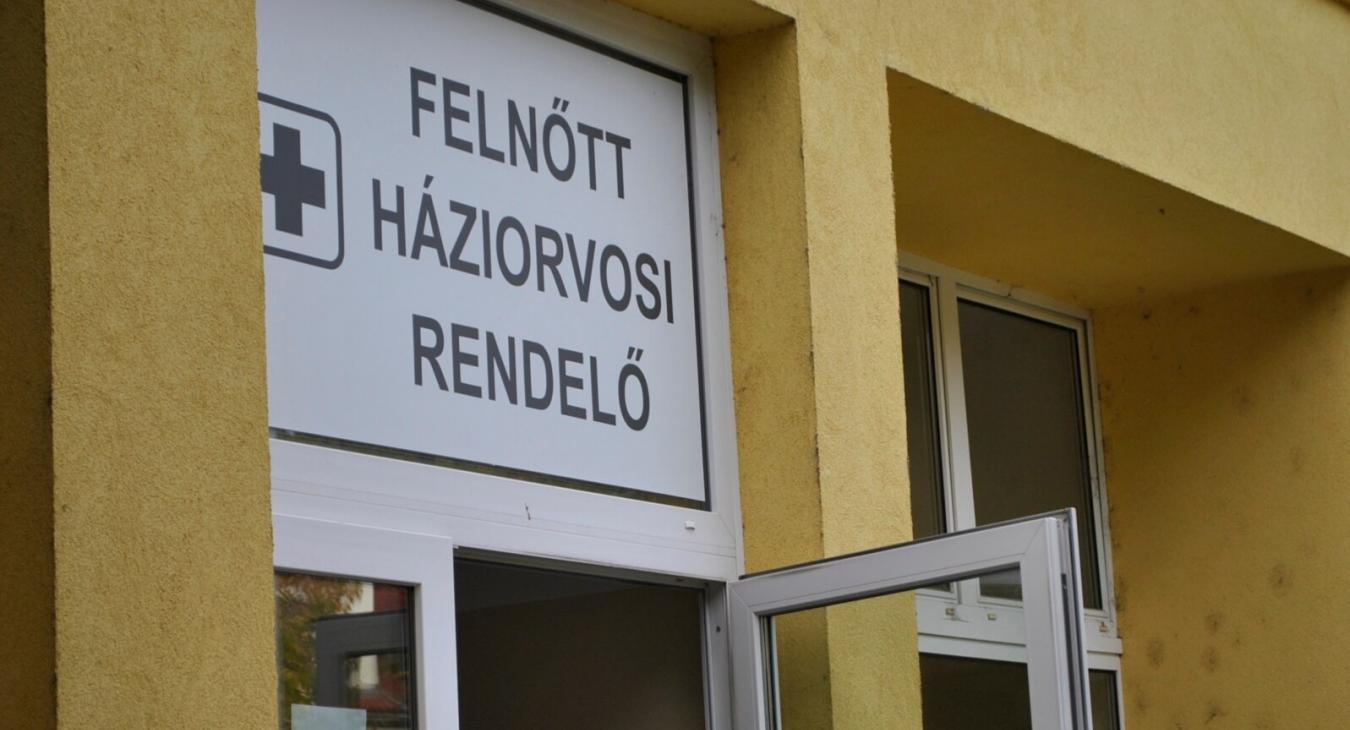 FELNŐTT
HÁZIORVOSI
RENDELŐ